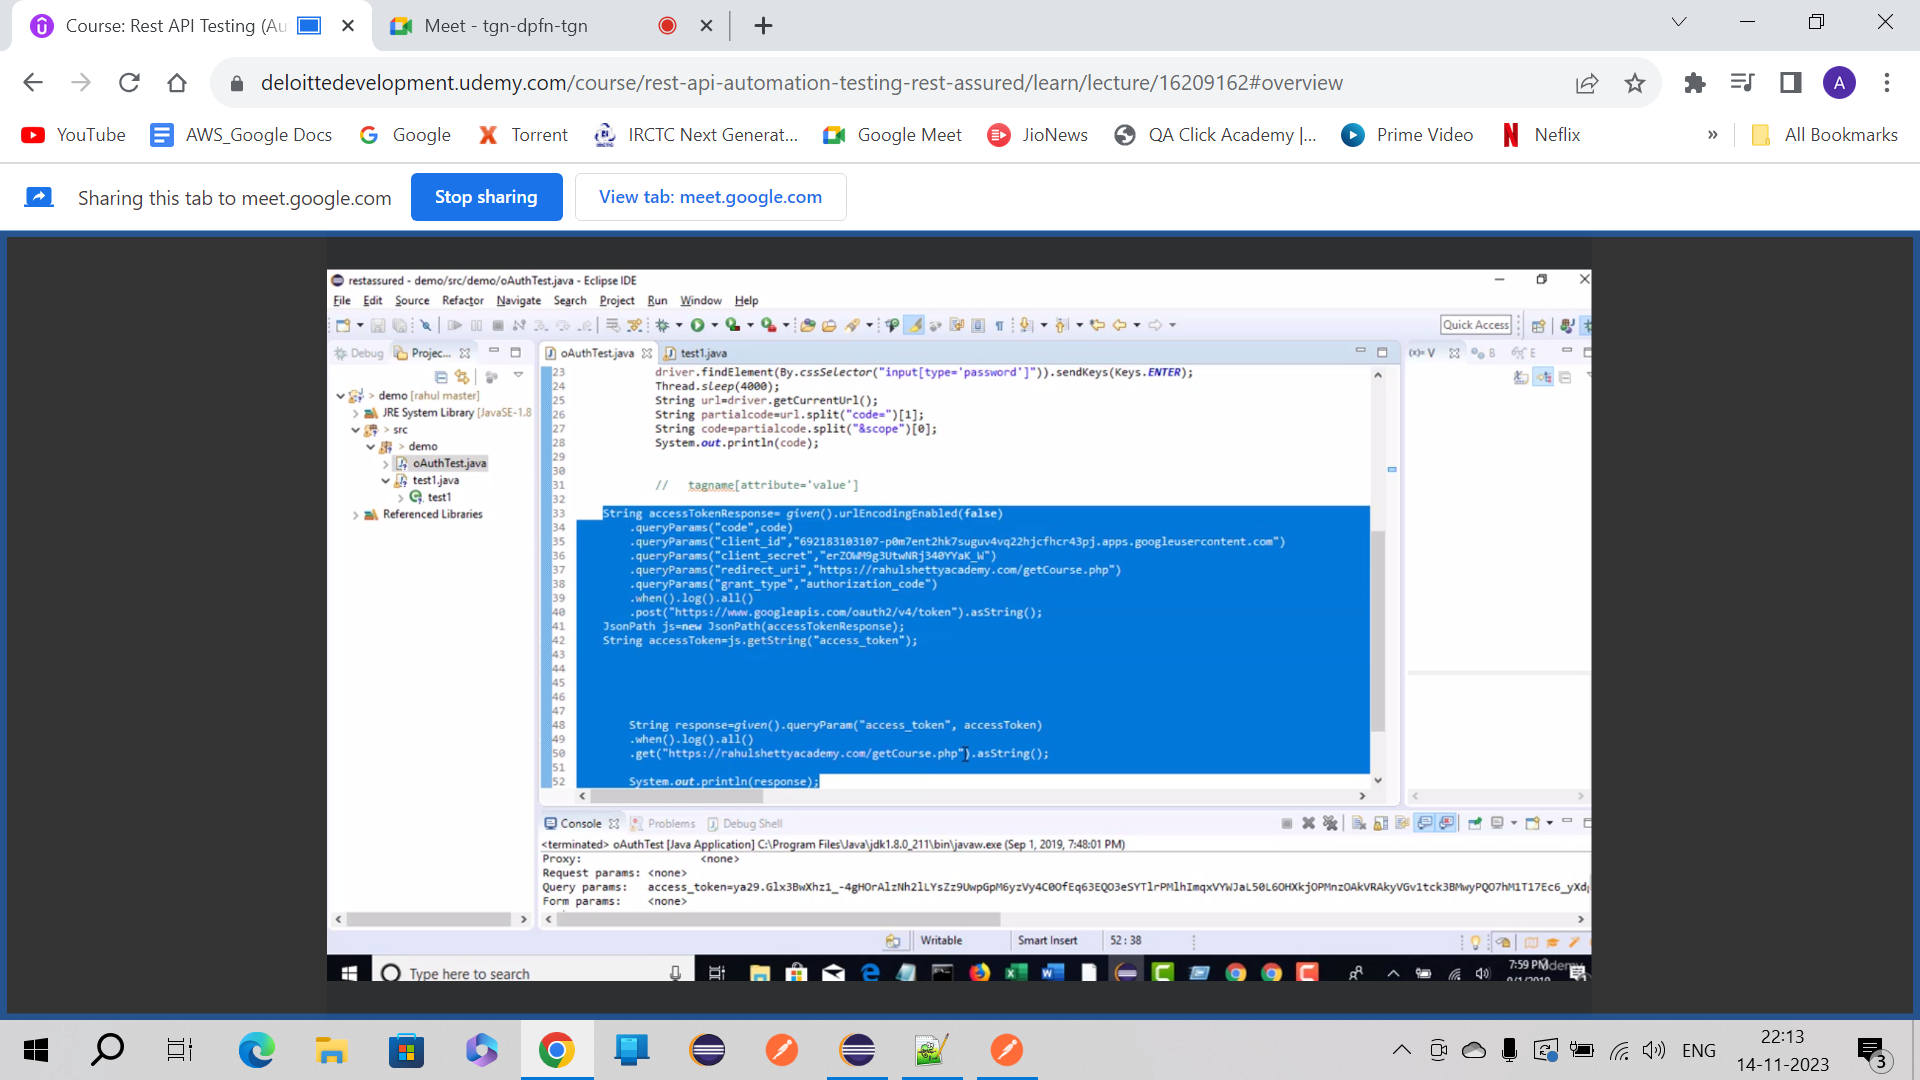 Course: Rest API Testing (Au
Meet - tgn-dpfn-tgn
deloittedevelopment.udemy.com/course/rest-api-automation-testing-rest-assured/learn/lecture/16209162#overview
A
YouTube AWS_Google Docs Google Torrent IRCTC Next Generat... Google Meet JioNews QA Click Academy |... Prime Video Neflix » All Bookmarks
Sharing this tab to meet.google.com Stop sharing View tab: meet.google.com
restassured - demo/src/demo/oAuthTest.java - Eclipse IDE
File Edit Source Refactor Navigate Search Project Run Window Help
Quick Access
Debug Projec... oAuthTest.java test1.java (x)= V B E
demo [rahul master]
JRE System Library [JavaSE-1.8
> src
> demo
oAuthTest.java
test1.java
test1
Referenced Libraries
23 driver.findElement(By.cssSelector("input[type='password']")).sendKeys(Keys.ENTER);
24 Thread.sleep(4000);
25 String url=driver.getCurrentUrl();
26 String partialcode=url.split("code=")[1];
27 String code=partialcode.split("&scope")[0];
28 System.out.println(code);
29
30
31 // tagname[attribute='value']
32
33 String accessTokenResponse= given().urlEncodingEnabled(false)
34 .queryParams("code",code)
35 .queryParams("client_id","692183103107-p0m7ent2hk7suguv4vq22hjcfhcr43pj.apps.googleusercontent.com")
36 .queryParams("client_secret","erZOWM9g3UtwNRj340YYaK_W")
37 .queryParams("redirect_uri","https://rahulshettyacademy.com/getCourse.php")
38 .queryParams("grant_type","authorization_code")
39 .when().log().all()
40 .post("https://www.googleapis.com/oauth2/v4/token").asString();
41 JsonPath js=new JsonPath(accessTokenResponse);
42 String accessToken=js.getString("access_token");
43
44
45
46
47
48 String response=given().queryParam("access_token", accessToken)
49 .when().log().all()
50 .get("https://rahulshettyacademy.com/getCourse.php").asString();
51
52 System.out.println(response);
Console Problems Debug Shell
<terminated> oAuthTest [Java Application] C:\Program Files\Java\jdk1.8.0_211\bin\javaw.exe (Sep 1, 2019, 7:48:01 PM)
Proxy: <none>
Request params: <none>
Query params:
Form params: <none>
Writable Smart Insert 52 : 38
Type here to search
7:59 PM
ENG
22:13
14-11-2023
3